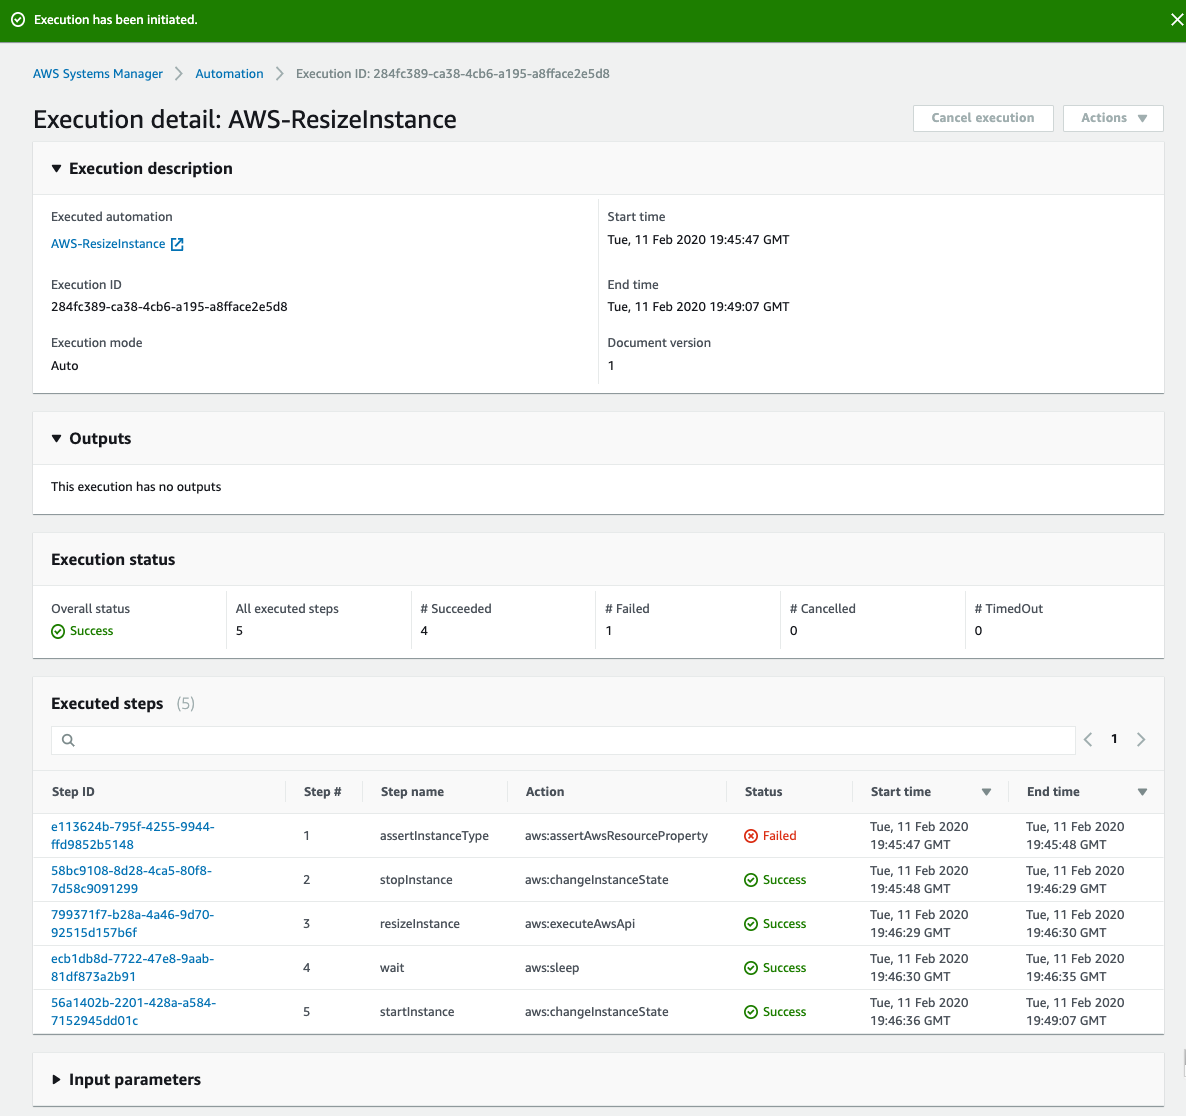 Execution has been initiated.
AWS Systems Manager
Automation
Execution ID: 284fc389-ca38-4cb6-a195-a8fface2e5d8
Execution detail: AWS-ResizeInstance
Cancel execution
Actions
Execution description
Executed automation
AWS-ResizeInstance
Start time
Tue, 11 Feb 2020 19:45:47 GMT
Execution ID
284fc389-ca38-4cb6-a195-a8fface2e5d8
End time
Tue, 11 Feb 2020 19:49:07 GMT
Execution mode
Auto
Document version
1
Outputs
This execution has no outputs
Execution status
Overall status
Success
All executed steps
5
# Succeeded
4
# Failed
1
# Cancelled
0
# TimedOut
0
Executed steps (5)
1
Step ID Step # Step name Action Status Start time End time
e113624b-795f-4255-9944-
ffd9852b5148
1 assertInstanceType aws:assertAwsResourceProperty Failed
Tue, 11 Feb 2020
19:45:47 GMT
Tue, 11 Feb 2020
19:45:48 GMT
58bc9108-8d28-4ca5-80f8-
7d58c9091299
2 stopInstance aws:changeInstanceState Success
Tue, 11 Feb 2020
19:45:48 GMT
Tue, 11 Feb 2020
19:46:29 GMT
799371f7-b28a-4a46-9d70-
92515d157b6f
3 resizeInstance aws:executeAwsApi Success
Tue, 11 Feb 2020
19:46:29 GMT
Tue, 11 Feb 2020
19:46:30 GMT
ecb1db8d-7722-47e8-9aab-
81df873a2b91
4 wait aws:sleep Success
Tue, 11 Feb 2020
19:46:30 GMT
Tue, 11 Feb 2020
19:46:35 GMT
56a1402b-2201-428a-a584-
7152945dd01c
5 startInstance aws:changeInstanceState Success
Tue, 11 Feb 2020
19:46:36 GMT
Tue, 11 Feb 2020
19:49:07 GMT
Input parameters